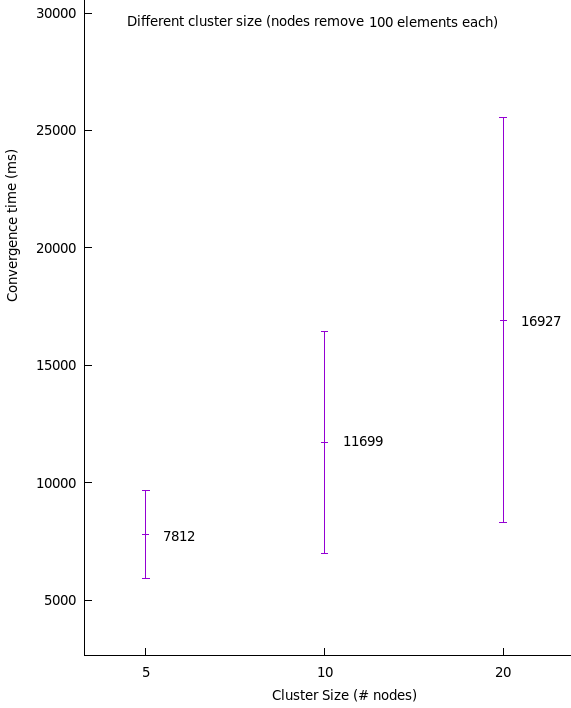 Different cluster size (nodes remove 100 elements each)
30000
25000
20000
15000
10000
5000
Convergence time (ms)
16927
11699
7812
5 10 20
Cluster Size (# nodes)